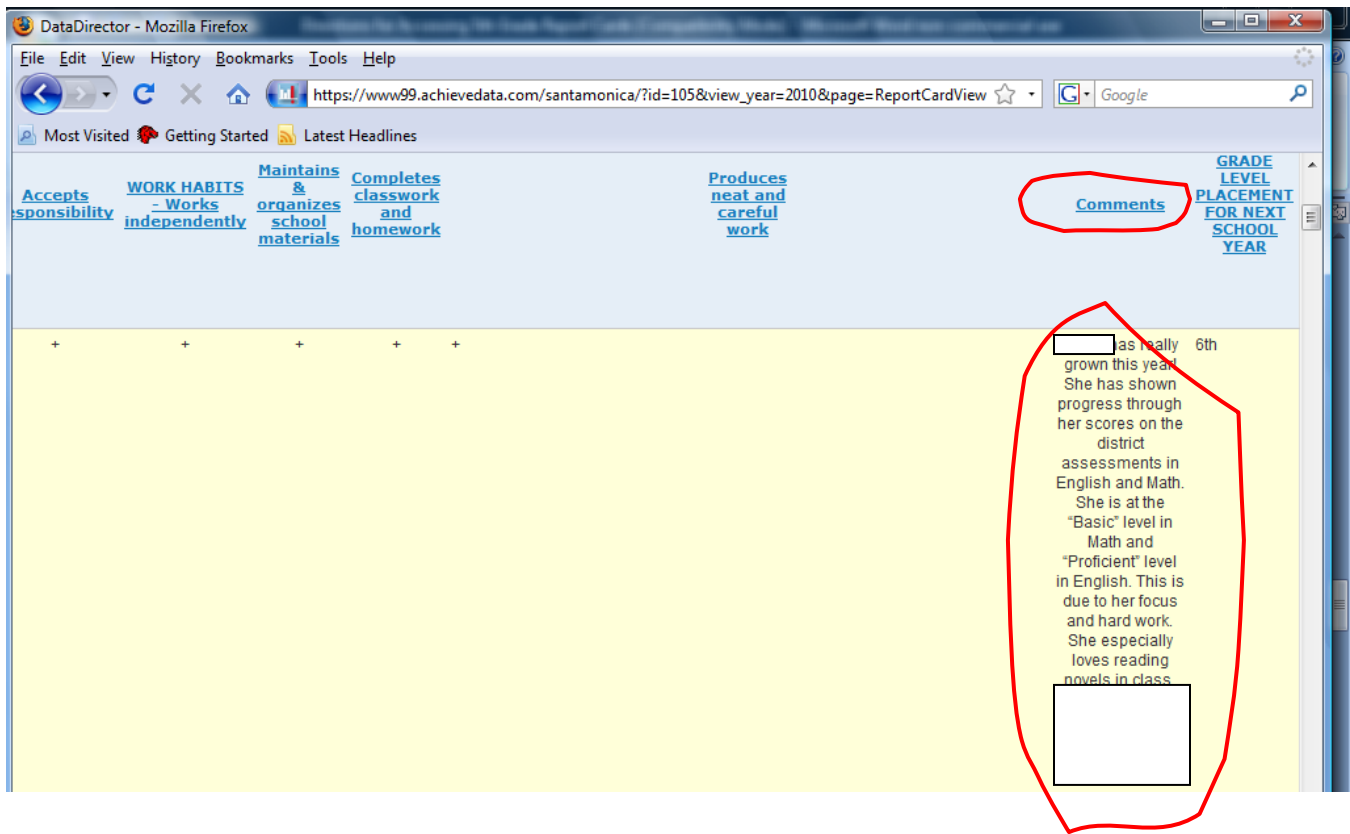 DataDirector - Mozilla Firefox
File Edit View History Bookmarks Tools Help
https://www99.achievedata.com/santamonica/?id=105&view_year=2010&page=ReportCardView
Google
Most Visited Getting Started Latest Headlines
Accepts
esponsibility
WORK HABITS
- Works
independently
Maintains
&
organizes
school
materials
Completes
classwork
and
homework
Produces
neat and
careful
work
Comments
GRADE
LEVEL
PLACEMENT
FOR NEXT
SCHOOL
YEAR
+ + + + +
has really
grown this year!
She has shown
progress through
her scores on the
district
assessments in
English and Math.
She is at the
“Basic” level in
Math and
“Proficient” level
in English. This is
due to her focus
and hard work.
She especially
loves reading
novels in class
6th